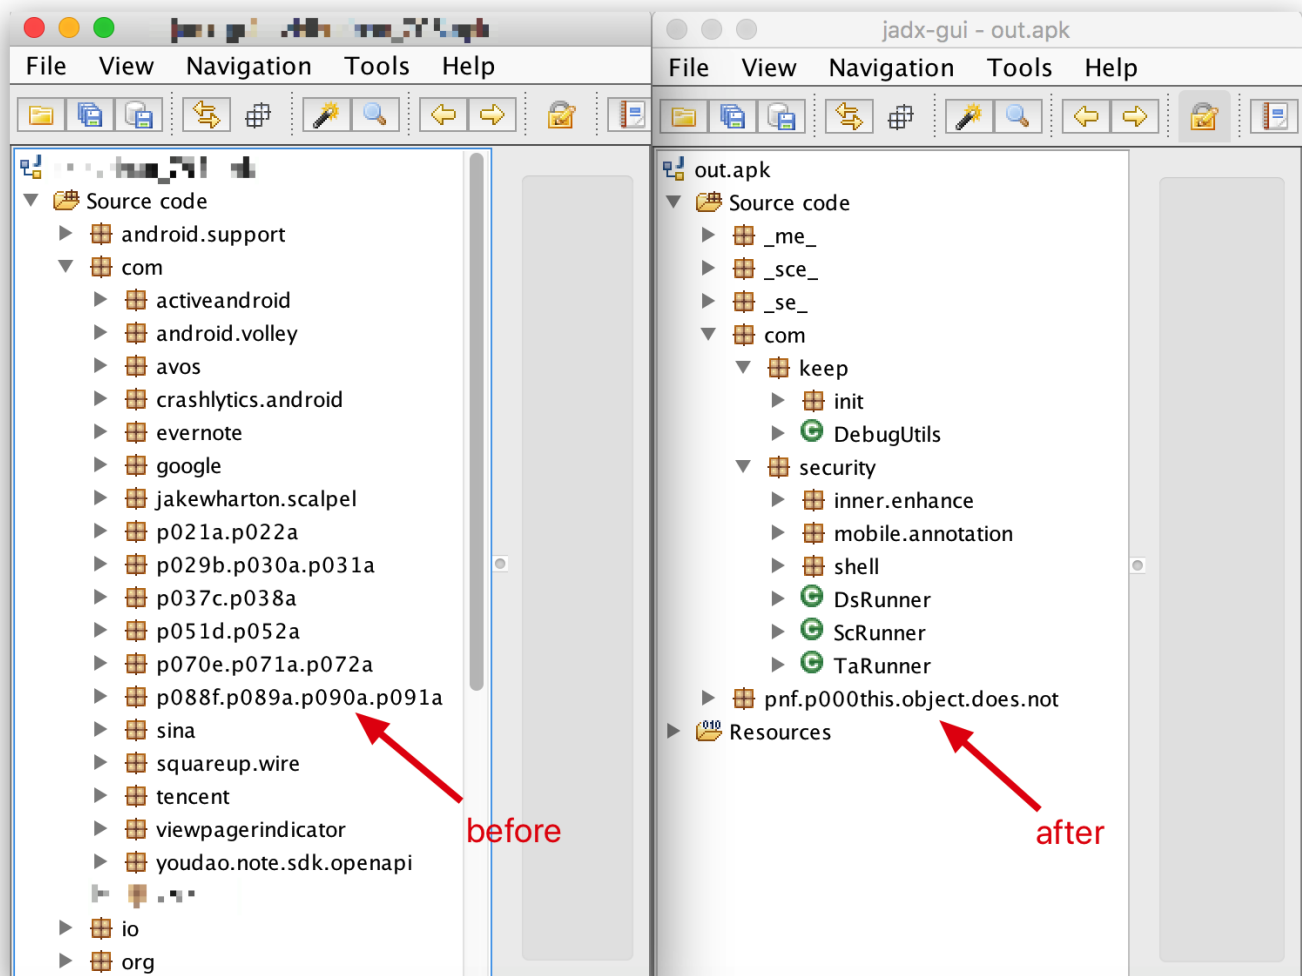 File View Navigation Tools Help
Source code
android.support
com
activeandroid
android.volley
avos
crashlytics.android
evernote
google
jakewharton.scalpel
p021a.p022a
p029b.p030a.p031a
p037c.p038a
p051d.p052a
p070e.p071a.p072a
p088f.p089a.p090a.p091a
sina
squareup.wire
tencent
viewpagerindicator
youdao.note.sdk.openapi
io
org
before
jadx-gui - out.apk
File View Navigation Tools Help
out.apk
Source code
_me_
_sce_
_se_
com
keep
init
DebugUtils
security
inner.enhance
mobile.annotation
shell
DsRunner
ScRunner
TaRunner
pnf.p000this.object.does.not
Resources
after